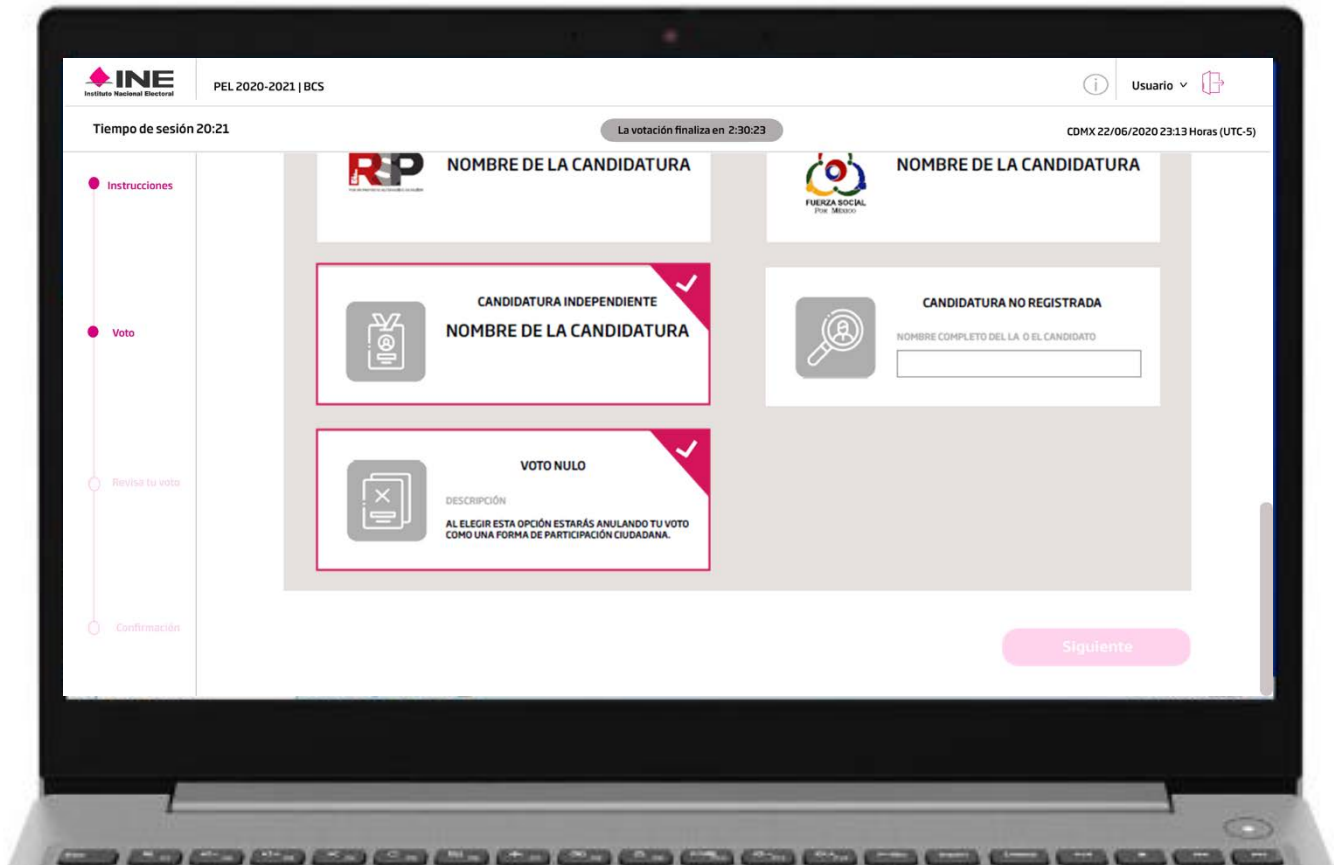 INE
Instituto Nacional Electoral
PEL 2020-2021 | BCS
Usuario
Tiempo de sesión 20:21
La votación finaliza en 2:30:23
CDMX 22/06/2020 23:13 Horas (UTC-5)
Instrucciones
Voto
Revisa tu voto
Confirmación
RSP
NOMBRE DE LA CANDIDATURA
FUERZA SOCIAL
POR MÉXICO
NOMBRE DE LA CANDIDATURA
CANDIDATURA INDEPENDIENTE
NOMBRE DE LA CANDIDATURA
CANDIDATURA NO REGISTRADA
NOMBRE COMPLETO DEL LA O EL CANDIDATO
VOTO NULO
DESCRIPCIÓN
AL ELEGIR ESTA OPCIÓN ESTARÁS ANULANDO TU VOTO
COMO UNA FORMA DE PARTICIPACIÓN CIUDADANA.
Siguiente